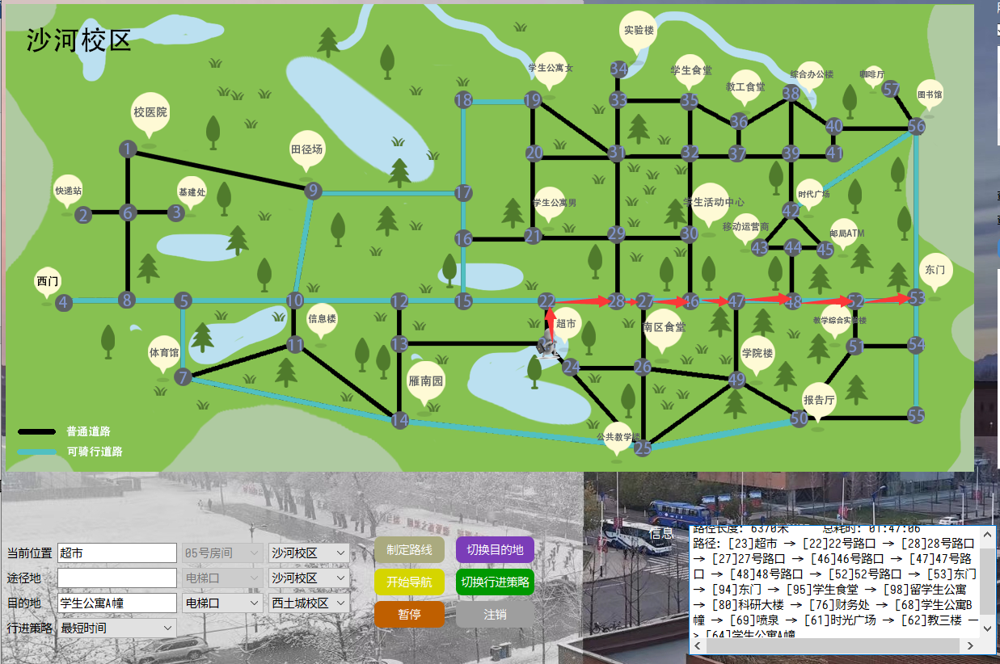 沙河校区
实验楼
学生公寓女
34
学生食堂
教工食堂
综合办公楼
咖啡厅
57
图书馆
校医院
18
19
33
35
38
36
40
56
田径场
1
20
31
32
37
39
41
快递站
基建处
9
17
学生公寓男
学生活动中心
时代广场
2
6
3
42
移动运营商
邮局ATM
16
21
29
30
43
44
45
西门
东门
4
8
5
10
12
15
22
28
27
46
47
48
52
53
信息楼
超市
南区食堂
教学综合实验楼
体育馆
11
13
学院楼
51
54
7
雁南园
24
26
49
报告厅
14
公共教学楼
25
50
55
普通道路
可骑行道路
信息
当前位置
超市
05号房间
沙河校区
途径地
电梯口
沙河校区
目的地
学生公寓A幢
电梯口
西土城校区
行进策略
最短时间
制定路线
切换目的地
开始导航
切换行进策略
暂停
注销
路径长度: 6370米 总耗时: 01:47:06
路径: [23]超市 -> [22]22号路口 -> [28]28号路口
-> [27]27号路口 -> [46]46号路口 -> [47]47号路
口 -> [48]48号路口 -> [52]52号路口 -> [53]东门
-> [94]东门 -> [95]学生食堂 -> [98]留学生公寓
-> [80]科研大楼 -> [76]财务处 -> [68]学生公寓B
幢 -> [69]喷泉 -> [61]时光广场 -> [62]教三楼 -
> [64]学生公寓A幢